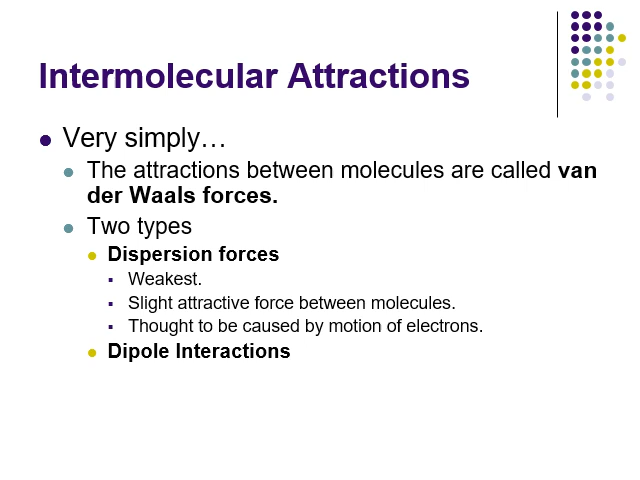 Intermolecular Attractions
Very simply…
The attractions between molecules are called van
der Waals forces.
Two types
Dispersion forces
Weakest.
Slight attractive force between molecules.
Thought to be caused by motion of electrons.
Dipole Interactions